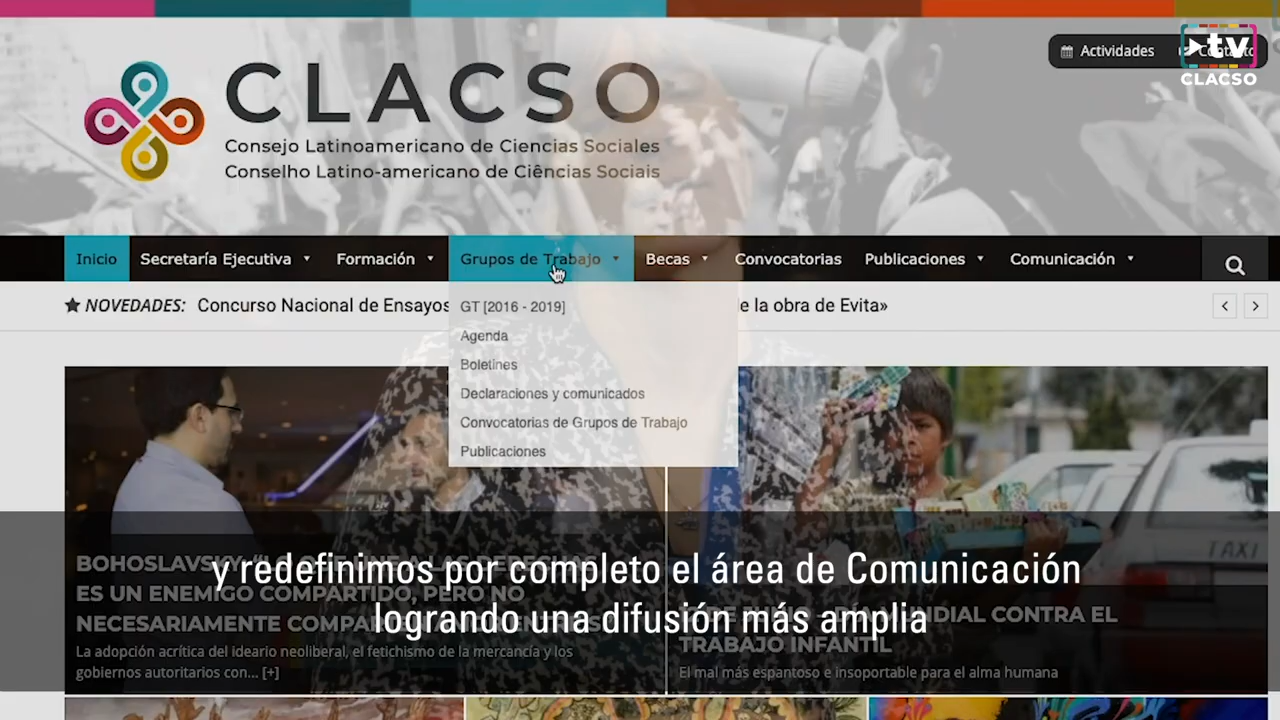 Actividades
tv
CLACSO
CLACSO
Consejo Latinoamericano de Ciencias Sociales
Conselho Latino-americano de Ciências Sociais
Inicio
Secretaría Ejecutiva
Formación
Grupos de Trabajo
Becas
Convocatorias
Publicaciones
Comunicación
NOVEDADES: Concurso Nacional de Ensayos
de la obra de Evita»
GT [2016 - 2019]
Agenda
Boletines
Declaraciones y comunicados
Convocatorias de Grupos de Trabajo
Publicaciones
TAXI
y redefinimos por completo el área de Comunicación
logrando una difusión más amplia
BOHOSLAVSKY
ES UN ENEMIGO COMPARTIDO, PERO NO
NECESARIAMENTE
La adopción acrítica del ideario neoliberal, el fetichismo de la mercancía y los
gobiernos autoritarios con... [+]
CONTRA EL
TRABAJO INFANTIL
El mal más espantoso e insoportable para el alma humana